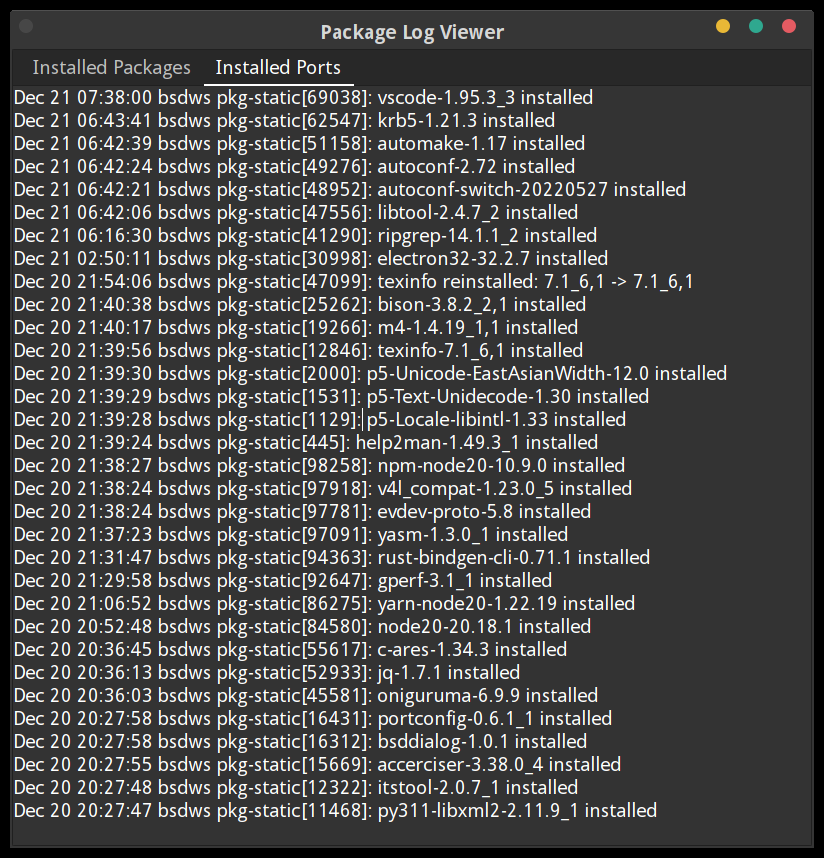 Package Log Viewer
Installed Packages Installed Ports
Dec 21 07:38:00 bsdws pkg-static[69038]: vscode-1.95.3_3 installed
Dec 21 06:43:41 bsdws pkg-static[62547]: krb5-1.21.3 installed
Dec 21 06:42:39 bsdws pkg-static[51158]: automake-1.17 installed
Dec 21 06:42:24 bsdws pkg-static[49276]: autoconf-2.72 installed
Dec 21 06:42:21 bsdws pkg-static[48952]: autoconf-switch-20220527 installed
Dec 21 06:42:06 bsdws pkg-static[47556]: libtool-2.4.7_2 installed
Dec 21 06:16:30 bsdws pkg-static[41290]: ripgrep-14.1.1_2 installed
Dec 21 02:50:11 bsdws pkg-static[30998]: electron32-32.2.7 installed
Dec 20 21:54:06 bsdws pkg-static[47099]: texinfo reinstalled: 7.1_6,1 -> 7.1_6,1
Dec 20 21:40:38 bsdws pkg-static[25262]: bison-3.8.2_2,1 installed
Dec 20 21:40:17 bsdws pkg-static[19266]: m4-1.4.19_1,1 installed
Dec 20 21:39:56 bsdws pkg-static[12846]: texinfo-7.1_6,1 installed
Dec 20 21:39:30 bsdws pkg-static[2000]: p5-Unicode-EastAsianWidth-12.0 installed
Dec 20 21:39:29 bsdws pkg-static[1531]: p5-Text-Unidecode-1.30 installed
Dec 20 21:39:28 bsdws pkg-static[1129]: p5-Locale-libintl-1.33 installed
Dec 20 21:39:24 bsdws pkg-static[445]: help2man-1.49.3_1 installed
Dec 20 21:38:27 bsdws pkg-static[98258]: npm-node20-10.9.0 installed
Dec 20 21:38:24 bsdws pkg-static[97918]: v4l_compat-1.23.0_5 installed
Dec 20 21:38:24 bsdws pkg-static[97781]: evdev-proto-5.8 installed
Dec 20 21:37:23 bsdws pkg-static[97091]: yasm-1.3.0_1 installed
Dec 20 21:31:47 bsdws pkg-static[94363]: rust-bindgen-cli-0.71.1 installed
Dec 20 21:29:58 bsdws pkg-static[92647]: gperf-3.1_1 installed
Dec 20 21:06:52 bsdws pkg-static[86275]: yarn-node20-1.22.19 installed
Dec 20 20:52:48 bsdws pkg-static[84580]: node20-20.18.1 installed
Dec 20 20:36:45 bsdws pkg-static[55617]: c-ares-1.34.3 installed
Dec 20 20:36:13 bsdws pkg-static[52933]: jq-1.7.1 installed
Dec 20 20:36:03 bsdws pkg-static[45581]: oniguruma-6.9.9 installed
Dec 20 20:27:58 bsdws pkg-static[16431]: portconfig-0.6.1_1 installed
Dec 20 20:27:58 bsdws pkg-static[16312]: bsddialog-1.0.1 installed
Dec 20 20:27:55 bsdws pkg-static[15669]: accerciser-3.38.0_4 installed
Dec 20 20:27:48 bsdws pkg-static[12322]: itstool-2.0.7_1 installed
Dec 20 20:27:47 bsdws pkg-static[11468]: py311-libxml2-2.11.9_1 installed